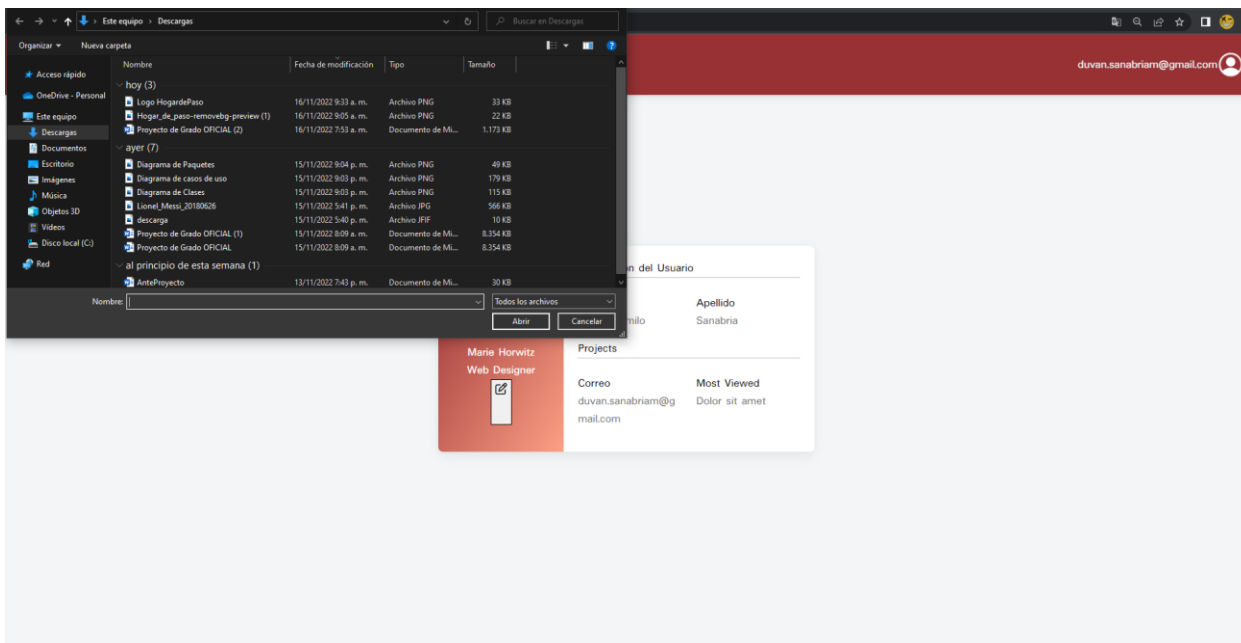 Este equipo › Descargas
Buscar en Descargas
Organizar
Nueva carpeta
Acceso rápido
OneDrive - Personal
Este equipo
Descargas
Documentos
Escritorio
Imágenes
Música
Objetos 3D
Vídeos
Disco local (C:)
Red
Nombre Fecha de modificación Tipo Tamaño
hoy (3)
Logo HogardePaso 16/11/2022 9:33 a. m. Archivo PNG 33 KB
Hogar_de_paso-removebg-preview (1) 16/11/2022 9:05 a. m. Archivo PNG 22 KB
Proyecto de Grado OFICIAL (2) 16/11/2022 7:53 a. m. Documento de Mi... 1.173 KB
ayer (7)
Diagrama de Paquetes 15/11/2022 9:04 p. m. Archivo PNG 49 KB
Diagrama de casos de uso 15/11/2022 9:03 p. m. Archivo PNG 179 KB
Diagrama de Clases 15/11/2022 9:03 p. m. Archivo PNG 115 KB
Lionel_Messi_20180626 15/11/2022 5:41 p. m. Archivo JPG 566 KB
descarga 15/11/2022 5:40 p. m. Archivo JFIF 10 KB
Proyecto de Grado OFICIAL (1) 15/11/2022 8:09 a. m. Documento de Mi... 8.354 KB
Proyecto de Grado OFICIAL 15/11/2022 8:09 a. m. Documento de Mi... 8.354 KB
al principio de esta semana (1)
AnteProyecto 13/11/2022 7:43 p. m. Documento de Mi... 30 KB
Nombre:
Todos los archivos
Abrir
Cancelar
duvan.sanabriam@gmail.com
Marie Horwitz
Web Designer
n del Usuario
Apellido
milo
Sanabria
Projects
Correo
Most Viewed
duvan.sanabriam@g
mail.com
Dolor sit amet